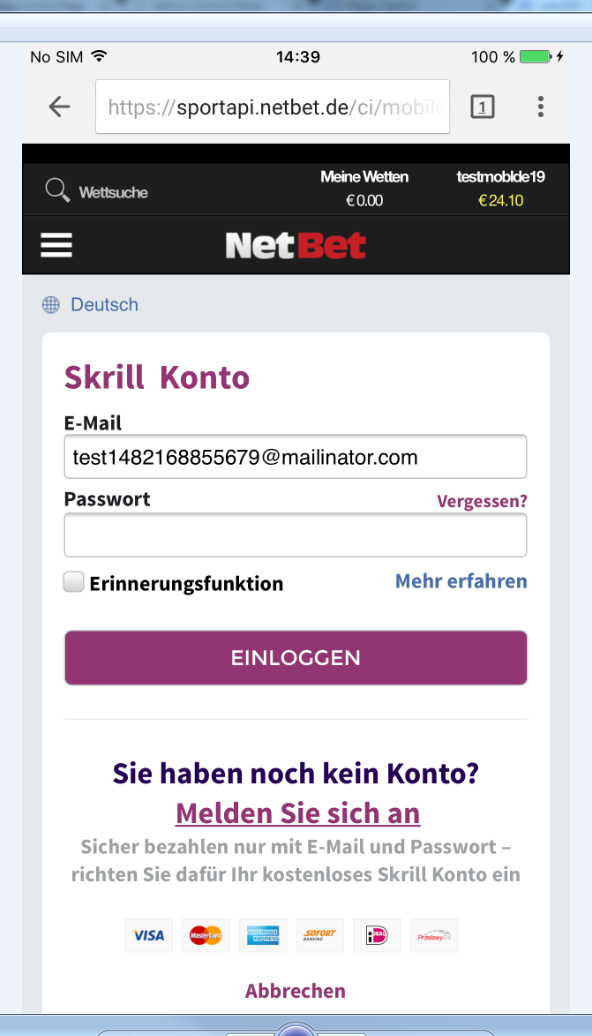 No SIM 14:39 100 %
https://sportapi.netbet.de/ci/mobile 1
Wettsuche Meine Wetten testmoblde19
€0.00 €24.10
NetBet
Deutsch
Skrill Konto
E-Mail
test1482168855679@mailinator.com
Passwort Vergessen?
Erinnerungsfunktion Mehr erfahren
EINLOGGEN
Sie haben noch kein Konto?
Melden Sie sich an
Sicher bezahlen nur mit E-Mail und Passwort –
richten Sie dafür Ihr kostenloses Skrill Konto ein
VISA MasterCard AMERICAN EXPRESS SOFORT BANKING iDEAL Przelewy24
Abbrechen